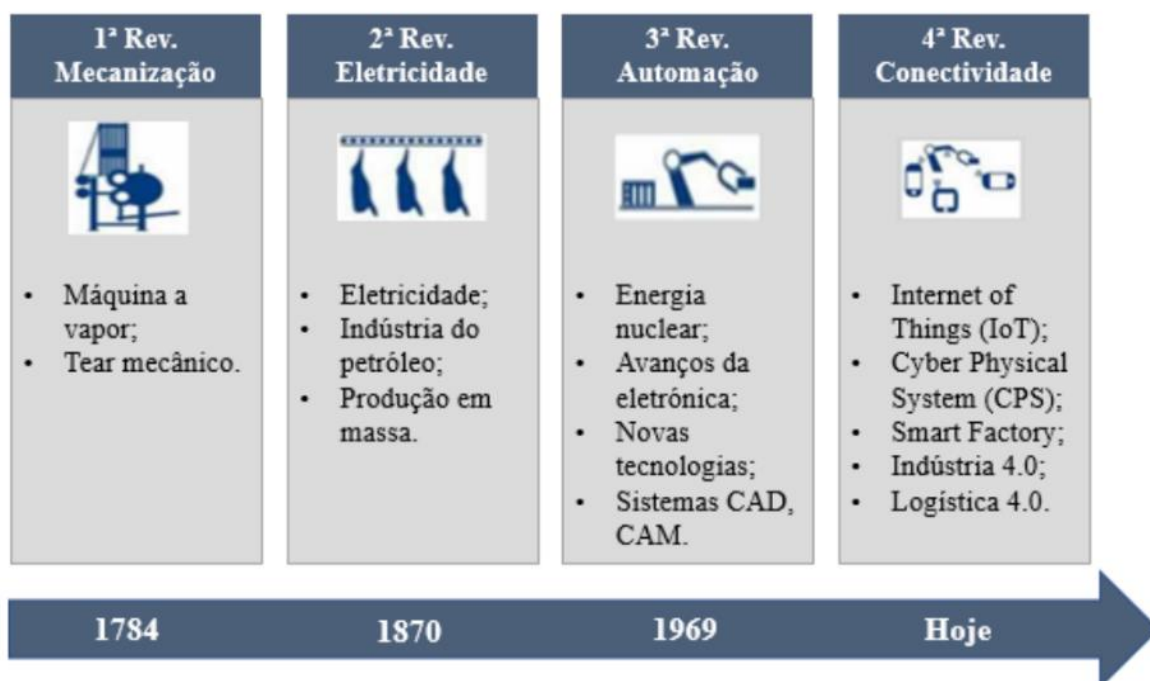 1ª Rev.
Mecanização
2ª Rev.
Eletricidade
3ª Rev.
Automação
4ª Rev.
Conectividade
• Máquina a
vapor;
• Tear mecânico.
• Eletricidade;
• Indústria do
petróleo;
• Produção em
massa.
• Energia
nuclear;
• Avanços da
eletrónica;
• Novas
tecnologias;
• Sistemas CAD,
CAM.
• Internet of
Things (IoT);
• Cyber Physical
System (CPS);
• Smart Factory;
• Indústria 4.0;
• Logística 4.0.
1784
1870
1969
Hoje